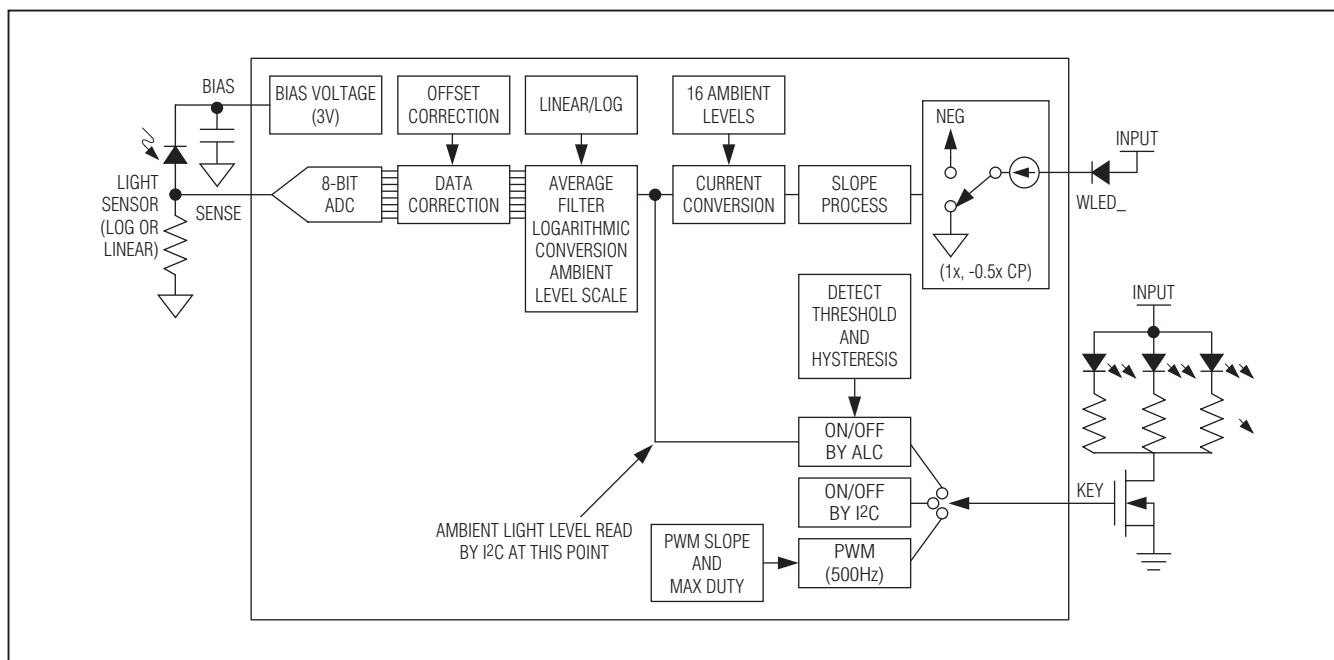 BIAS
BIAS VOLTAGE
(3V)
OFFSET
CORRECTION
LINEAR/LOG
16 AMBIENT
LEVELS
NEG
INPUT
LIGHT
SENSOR
(LOG OR
LINEAR)
SENSE
8-BIT
ADC
DATA
CORRECTION
AVERAGE
FILTER
LOGARITHMIC
CONVERSION
AMBIENT
LEVEL SCALE
CURRENT
CONVERSION
SLOPE
PROCESS
WLED_
(1x, -0.5x CP)
DETECT
THRESHOLD
AND
HYSTERESIS
INPUT
ON/OFF
BY ALC
ON/OFF
BY I²C
KEY
AMBIENT LIGHT LEVEL READ
BY I²C AT THIS POINT
PWM SLOPE
AND
MAX DUTY
PWM
(500Hz)